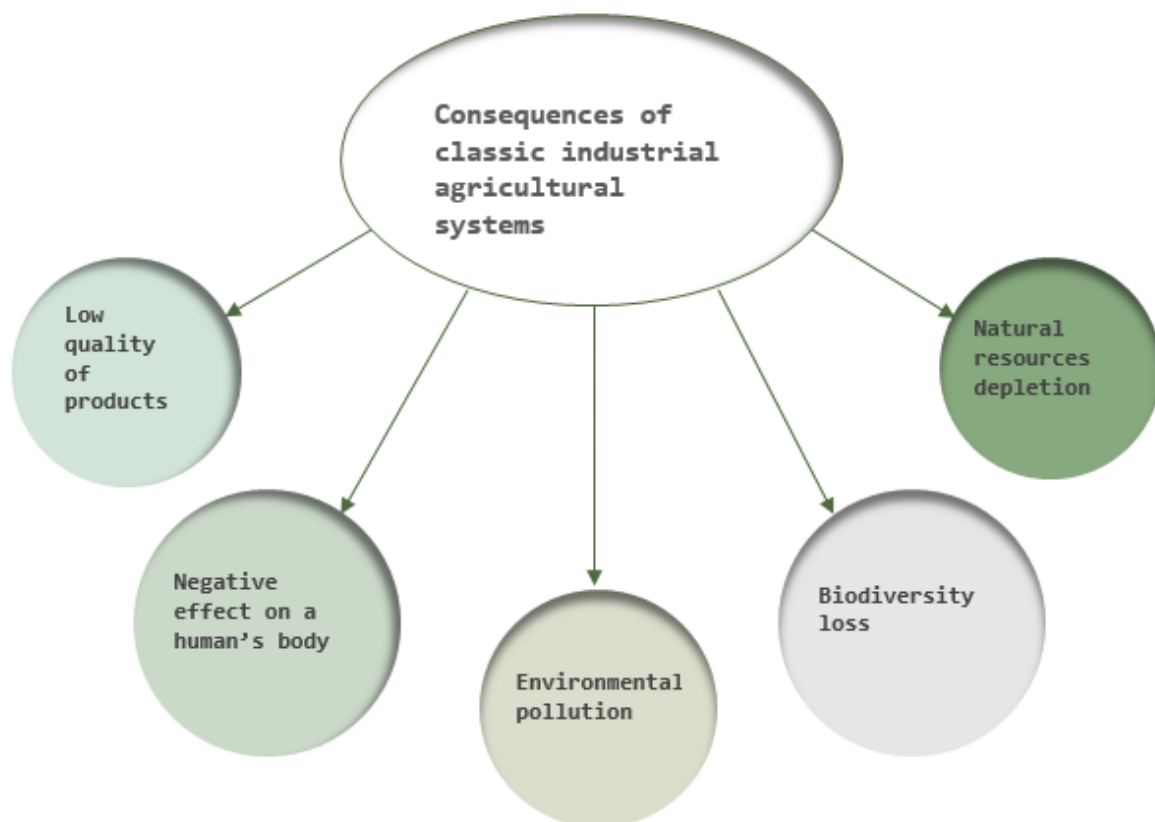 Consequences of
classic industrial
agricultural
systems
Low
quality
of
products
Negative
effect on a
human’s body
Environmental
pollution
Biodiversity
loss
Natural
resources
depletion